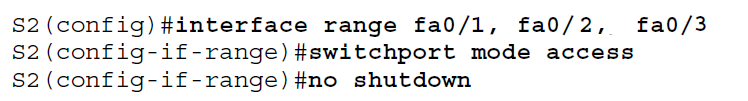 S2(config)#interface range fa0/1, fa0/2, fa0/3
S2(config-if-range)#switchport mode access
S2(config-if-range)#no shutdown